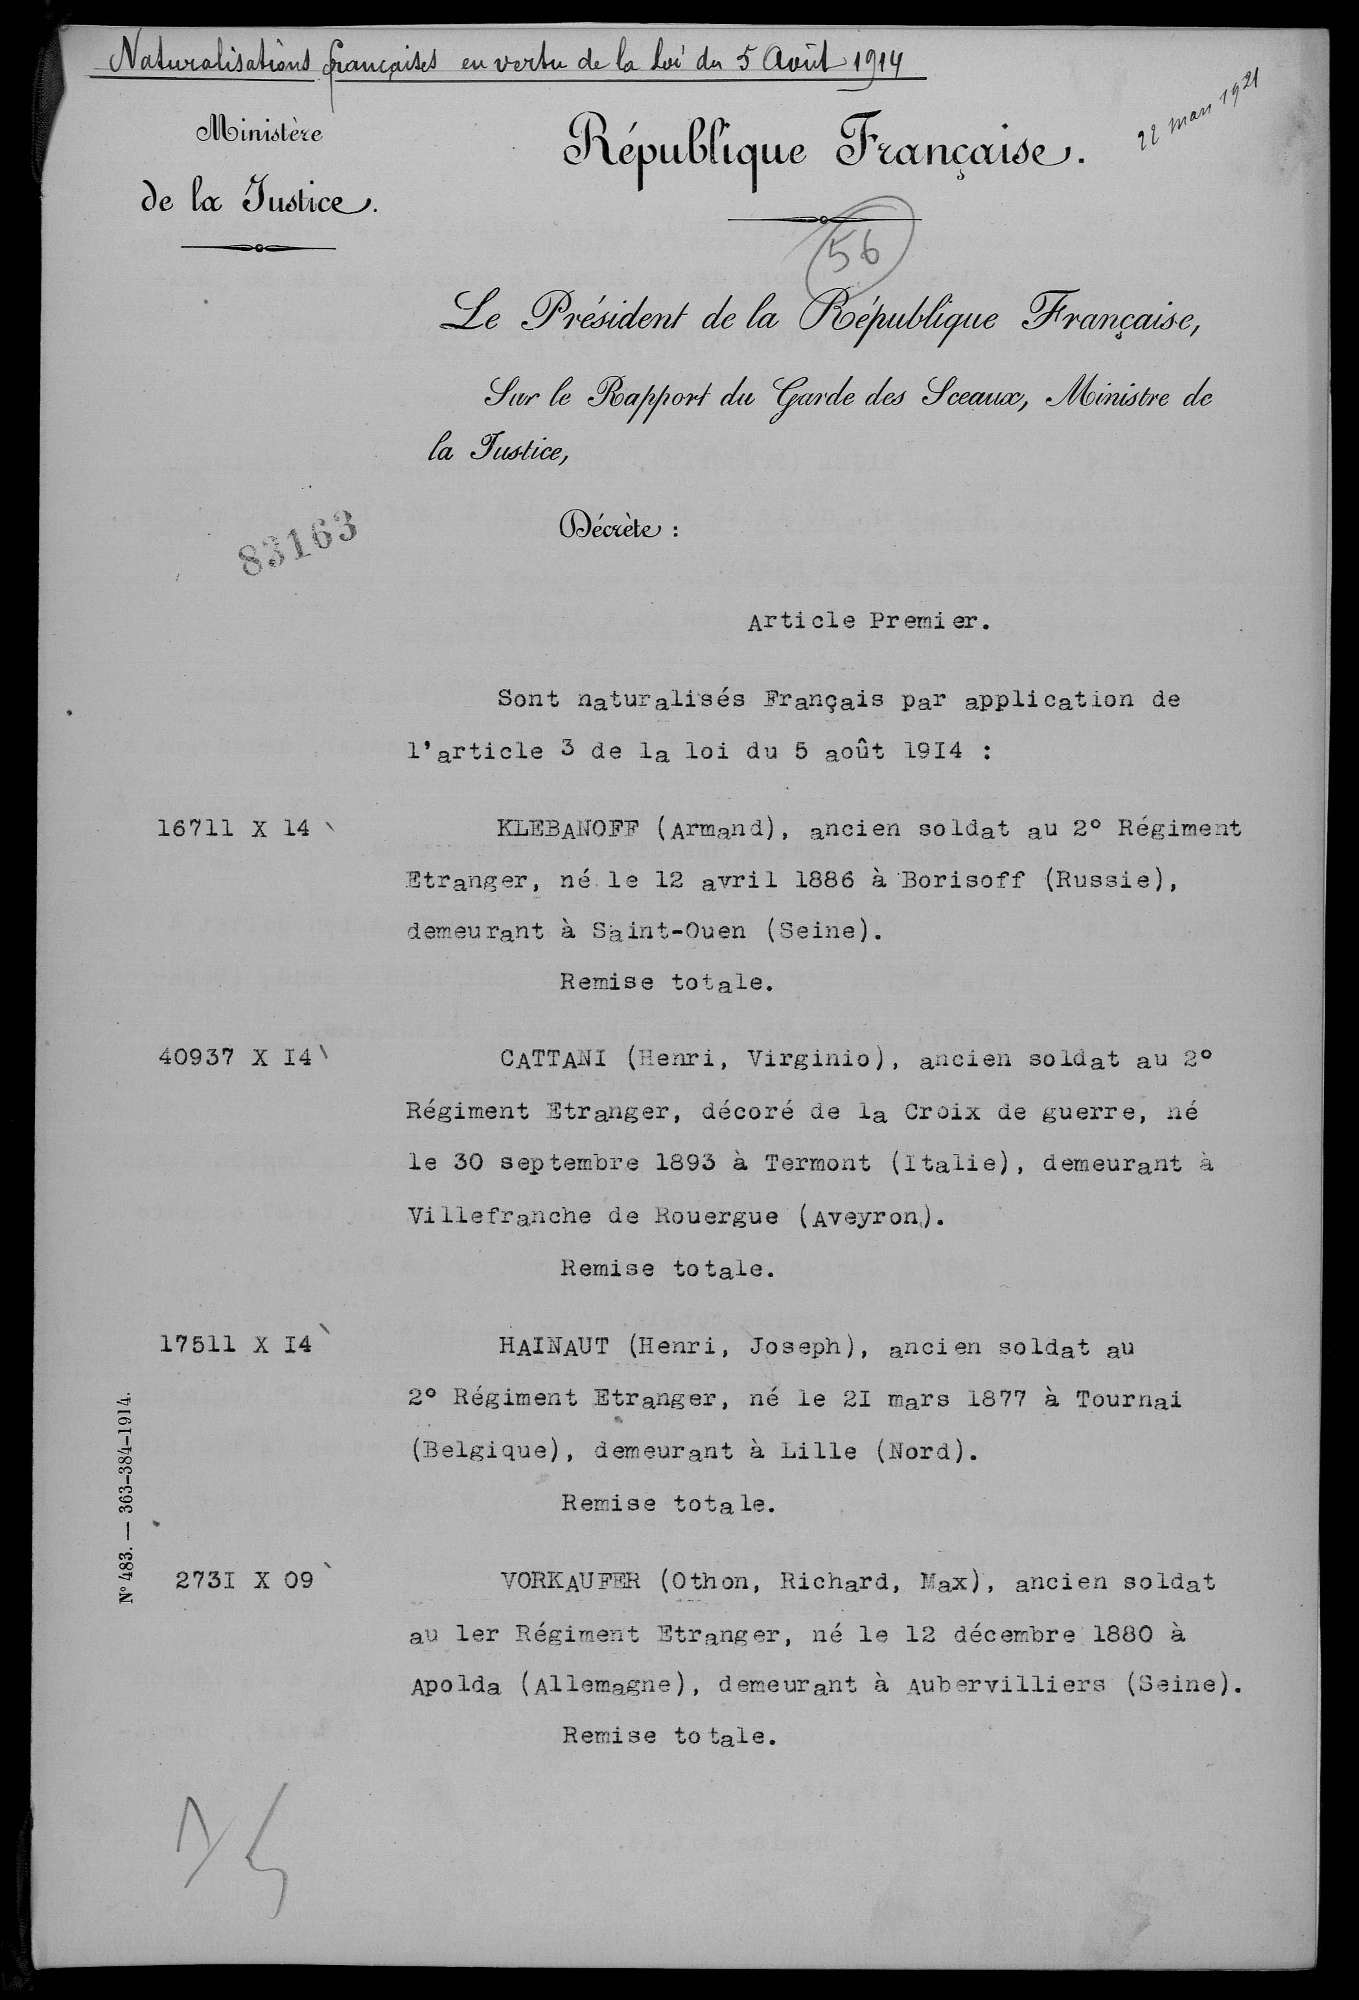 Naturalisations françaises en vertu de la Loi du 5 Août 1914
22 mars 1921
Ministère
de la Justice.
République Française.
56
Le Président de la République Française,
Sur le Rapport du Garde des Sceaux, Ministre de
la Justice,
83163
Décrète :
Article Premier.
Sont naturalisés Français par application de
l'article 3 de la loi du 5 août 19I4 :
16711 X 14
KLEBANOFF (Armand), ancien soldat au 2° Régiment
Etranger, né le 12 avril 1886 à Borisoff (Russie),
demeurant à Saint-Ouen (Seine).
Remise totale.
40937 X I4
CATTANI (Henri, Virginio), ancien soldat au 2°
Régiment Etranger, décoré de la Croix de guerre, né
le 30 septembre 1893 à Termont (Italie), demeurant à
Villefranche de Rouergue (Aveyron).
Remise totale.
17511 X I4
HAINAUT (Henri, Joseph), ancien soldat au
2° Régiment Etranger, né le 2I mars 1877 à Tournai
(Belgique), demeurant à Lille (Nord).
Remise totale.
273I X 09
VORKAUFER (Othon, Richard, Max), ancien soldat
au 1er Régiment Etranger, né le 12 décembre 1880 à
Apolda (Allemagne), demeurant à Aubervilliers (Seine).
Remise totale.
N° 483. — 363-384-1914.